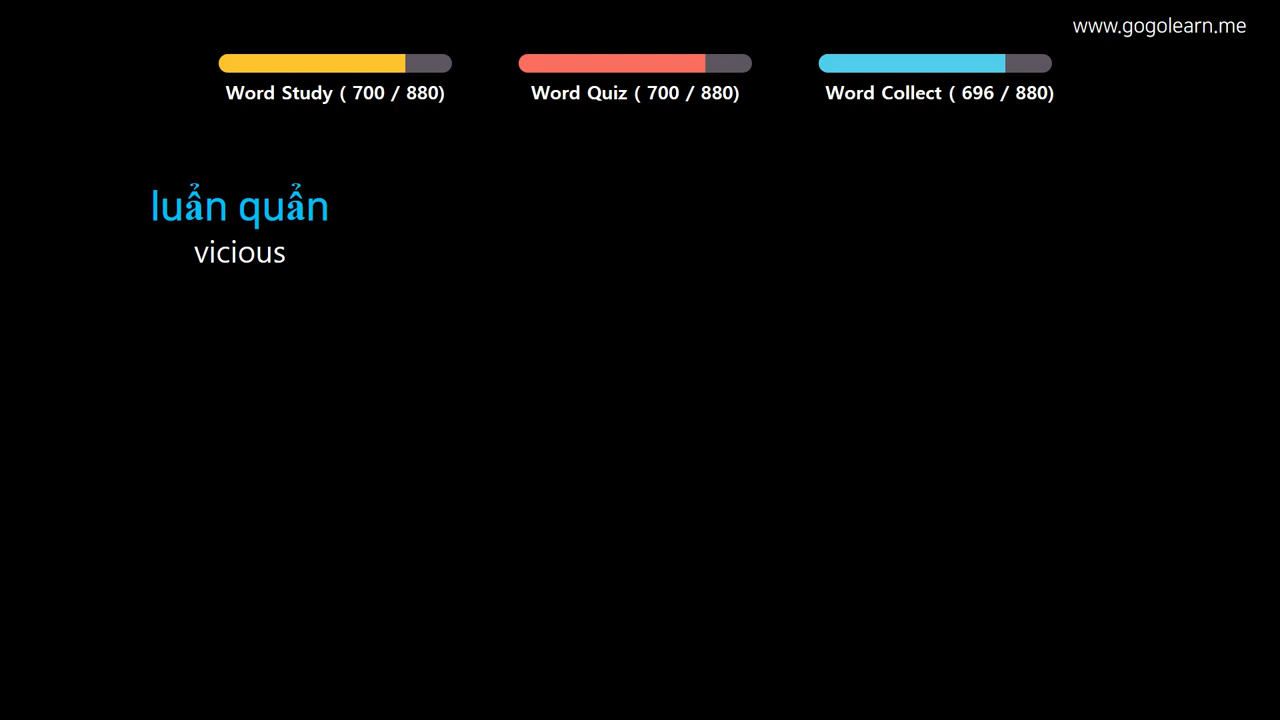 www.gogolearn.me
Word Study ( 700 / 880)
Word Quiz ( 700 / 880)
Word Collect ( 696 / 880)
luẩn quẩn
vicious